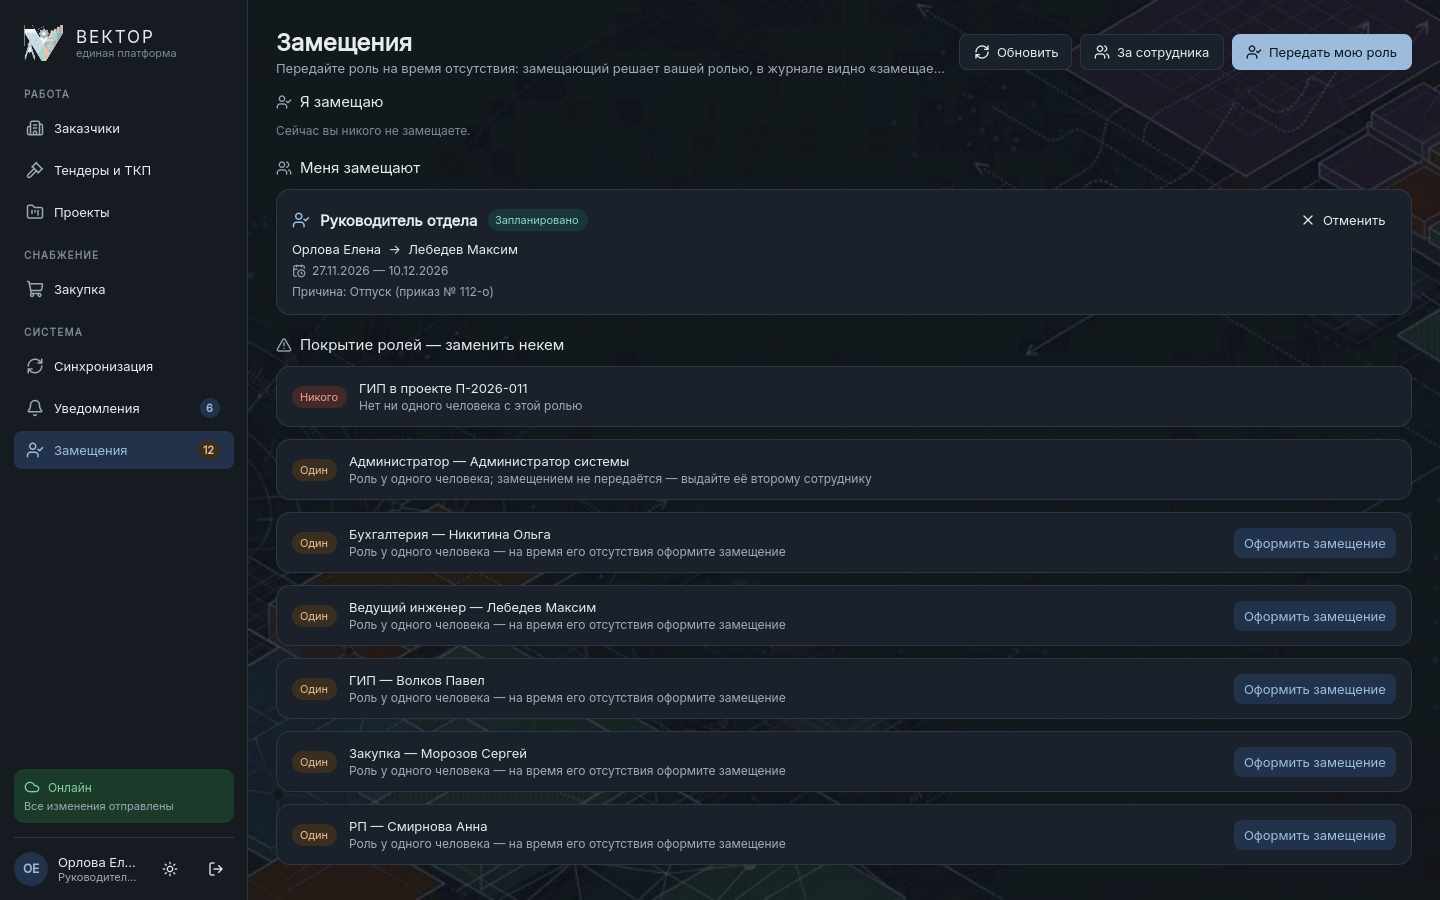 ВЕКТОР
единая платформа
РАБОТА
Заказчики
Тендеры и ТКП
Проекты
СНАБЖЕНИЕ
Закупка
СИСТЕМА
Синхронизация
Уведомления 6
Замещения 12
Онлайн
Все изменения отправлены
ОЕ
Орлова Ел...
Руководител...
Замещения
Передайте роль на время отсутствия: замещающий решает вашей ролью, в журнале видно «замещае...
Обновить
За сотрудника
Передать мою роль
Я замещаю
Сейчас вы никого не замещаете.
Меня замещают
Руководитель отдела Запланировано
Отменить
Орлова Елена → Лебедев Максим
27.11.2026 — 10.12.2026
Причина: Отпуск (приказ № 112-о)
Покрытие ролей — заменить некем
Никого
ГИП в проекте П-2026-011
Нет ни одного человека с этой ролью
Один
Администратор — Администратор системы
Роль у одного человека; замещением не передаётся — выдайте её второму сотруднику
Один
Бухгалтерия — Никитина Ольга
Роль у одного человека — на время его отсутствия оформите замещение
Оформить замещение
Один
Ведущий инженер — Лебедев Максим
Роль у одного человека — на время его отсутствия оформите замещение
Оформить замещение
Один
ГИП — Волков Павел
Роль у одного человека — на время его отсутствия оформите замещение
Оформить замещение
Один
Закупка — Морозов Сергей
Роль у одного человека — на время его отсутствия оформите замещение
Оформить замещение
Один
РП — Смирнова Анна
Роль у одного человека — на время его отсутствия оформите замещение
Оформить замещение